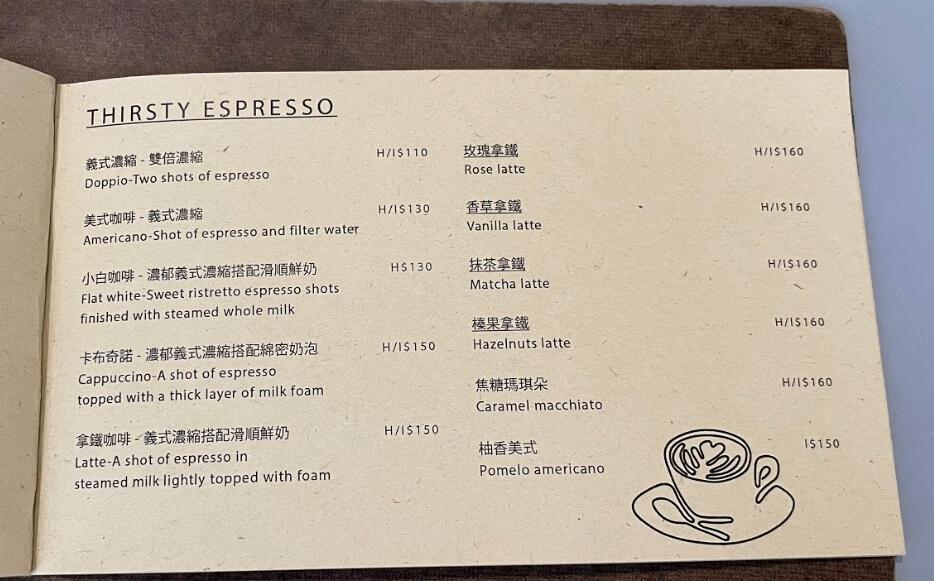 THIRSTY ESPRESSO
義式濃縮 - 雙倍濃縮 H/I$110
Doppio-Two shots of espresso
美式咖啡 - 義式濃縮 H/I$130
Americano-Shot of espresso and filter water
小白咖啡 - 濃郁義式濃縮搭配滑順鮮奶 H$130
Flat white-Sweet ristretto espresso shots
finished with steamed whole milk
卡布奇諾 - 濃郁義式濃縮搭配綿密奶泡 H/I$150
Cappuccino-A shot of espresso
topped with a thick layer of milk foam
拿鐵咖啡 - 義式濃縮搭配滑順鮮奶 H/I$150
Latte-A shot of espresso in
steamed milk lightly topped with foam
玫瑰拿鐵 H/I$160
Rose latte
香草拿鐵 H/I$160
Vanilla latte
抹茶拿鐵 H/I$160
Matcha latte
榛果拿鐵 H/I$160
Hazelnuts latte
焦糖瑪琪朵 H/I$160
Caramel macchiato
柚香美式 I$150
Pomelo americano